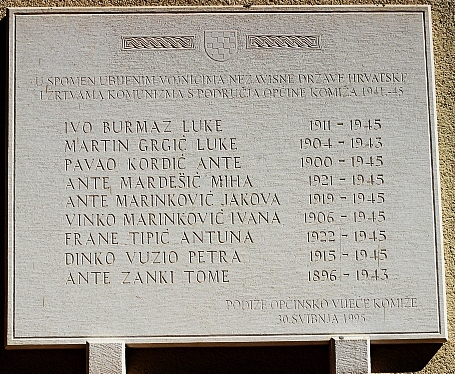 U SPOMEN UBIJENIM VOJNICIMA NEZAVISNE DRŽAVE HRVATSKE
I ŽRTVAMA KOMUNIZMA S PODRUČJA OPĆINE KOMIŽA 1941.-45
IVO BURMAZ LUKE 1911 - 1945
MARTIN GRGIĆ LUKE 1904 - 1943
PAVAO KORDIĆ ANTE 1900 - 1945
ANTE MARDEŠIĆ MIHA 1921 - 1945
ANTE MARINKOVIĆ JAKOVA 1919 - 1945
VINKO MARINKOVIĆ IVANA 1906 - 1945
FRANE TIPIĆ ANTUNA 1922 - 1945
DINKO VUZIO PETRA 1915 - 1945
ANTE ZANKI TOME 1896 - 1943
PODIŽE OPĆINSKO VIJEĆE KOMIŽE
30. SVIBNJA 1995.